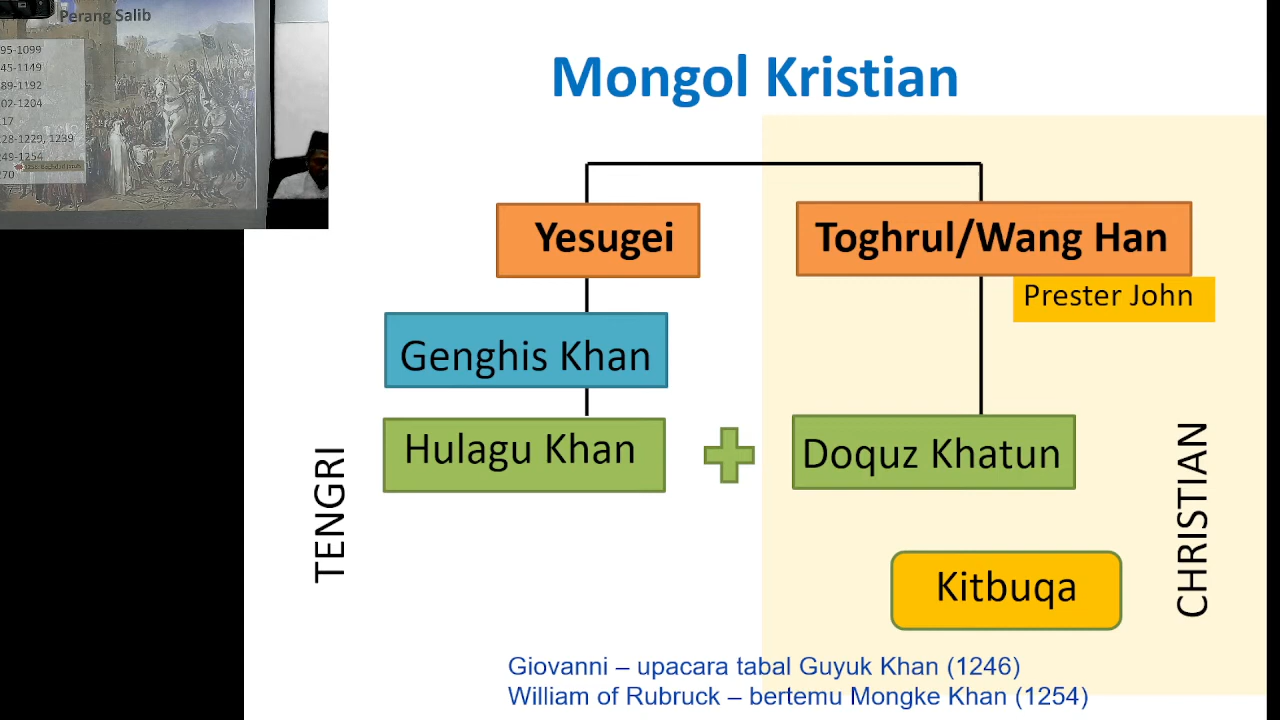 Perang Salib
95-1099
45-1149
89-1192
02-1204
17
28-1229, 1239
249-1254
270
Mongol Kristian
Yesugei
Toghrul/Wang Han
Prester John
Genghis Khan
Hulagu Khan
Doquz Khatun
TENGRI
CHRISTIAN
Kitbuqa
Giovanni – upacara tabal Guyuk Khan (1246)
William of Rubruck – bertemu Mongke Khan (1254)